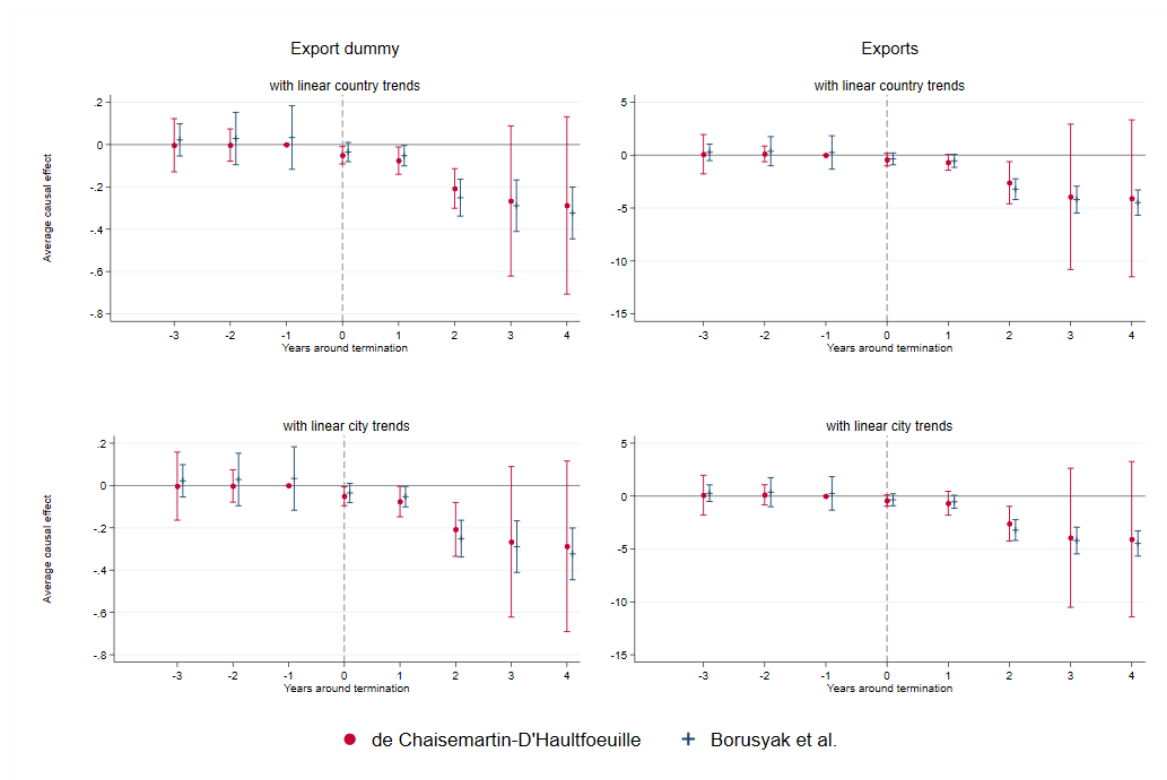 Export dummy
Exports
with linear country trends
.2
0
-.2
-.4
-.6
-.8
Average causal effect
-3 -2 -1 0 1 2 3 4
Years around termination
with linear country trends
5
0
-5
-10
-15
-3 -2 -1 0 1 2 3 4
Years around termination
with linear city trends
.2
0
-.2
-.4
-.6
-.8
Average causal effect
-3 -2 -1 0 1 2 3 4
Years around termination
with linear city trends
5
0
-5
-10
-15
-3 -2 -1 0 1 2 3 4
Years around termination
de Chaisemartin-D'Haultfoeuille
Borusyak et al.